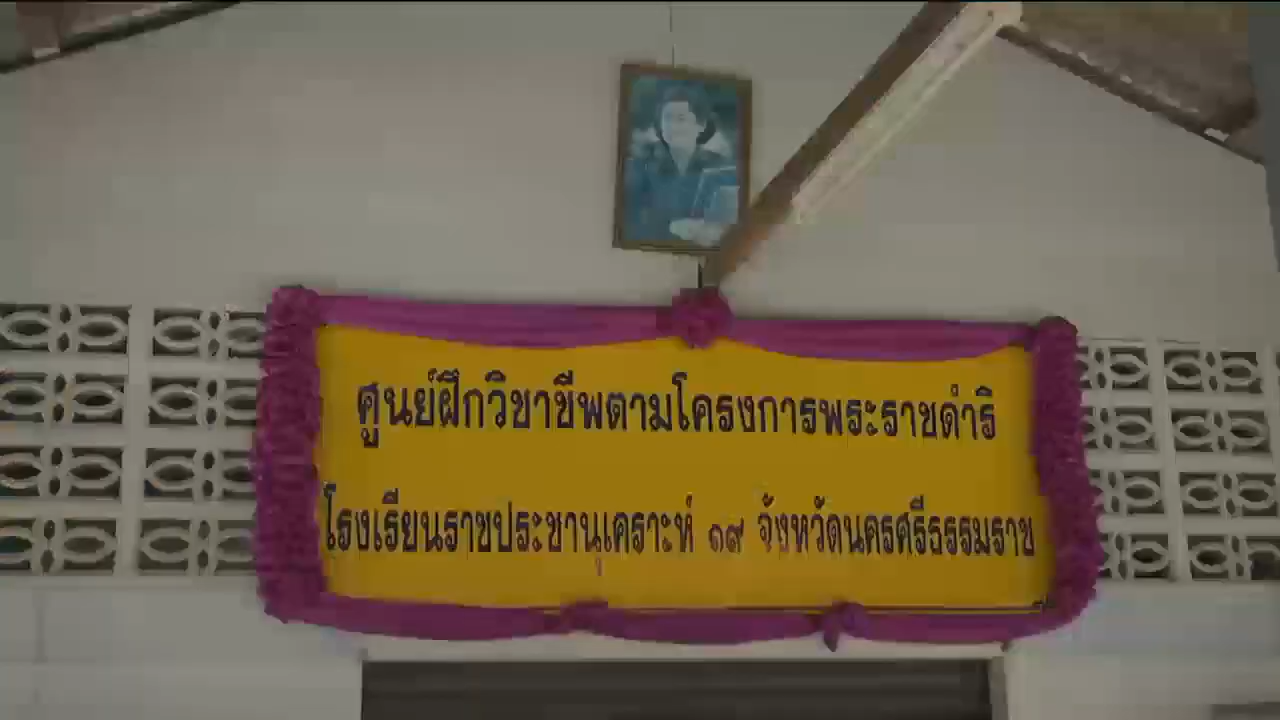 ศูนย์ฝึกวิชาชีพตามโครงการพระราชดำริ
โรงเรียนราชประชานุเคราะห์ ๑๙ จังหวัดนครศรีธรรมราช